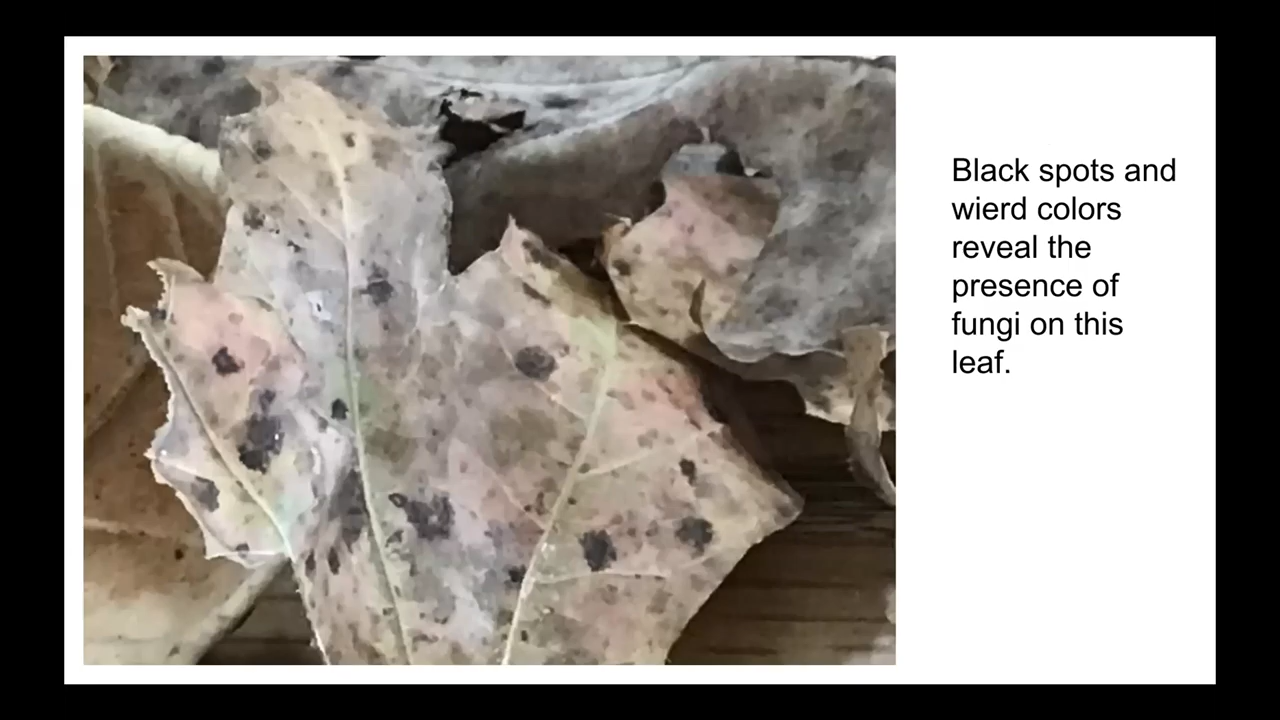 Black spots and
wierd colors
reveal the
presence of
fungi on this
leaf.